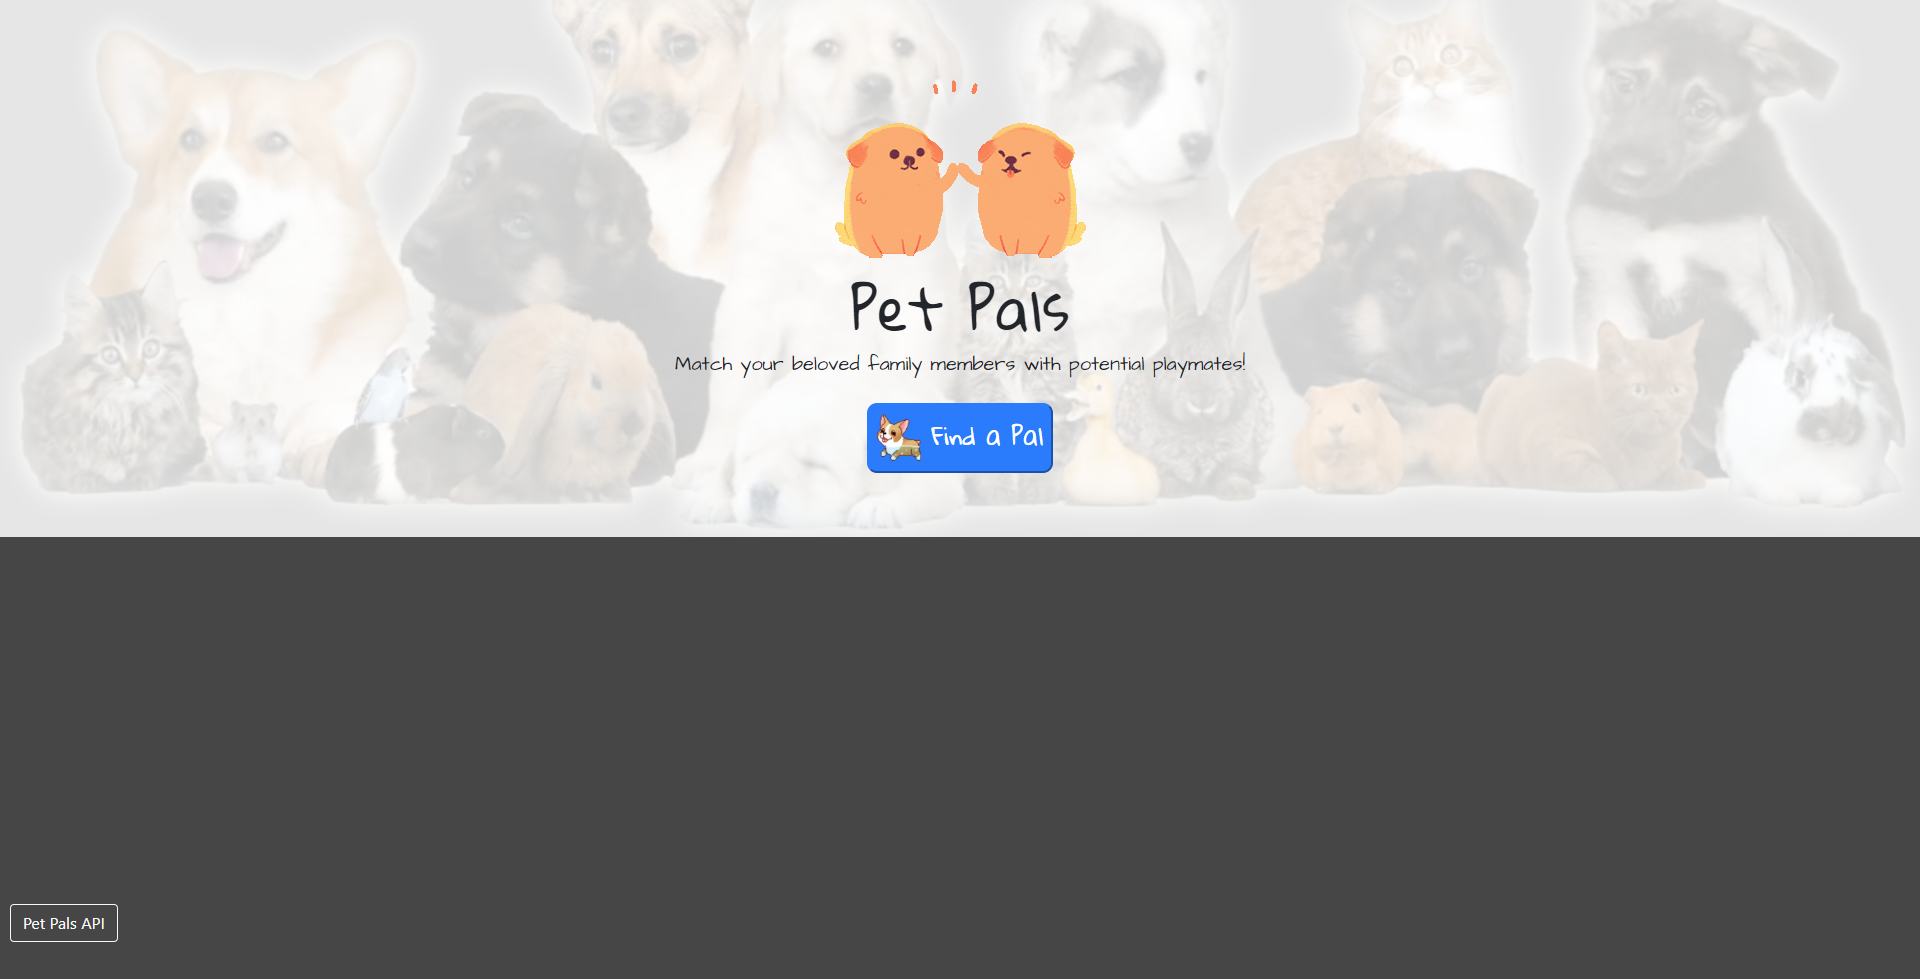 Pet Pals
Match your beloved family members with potential playmates!
Find a Pal
Pet Pals API